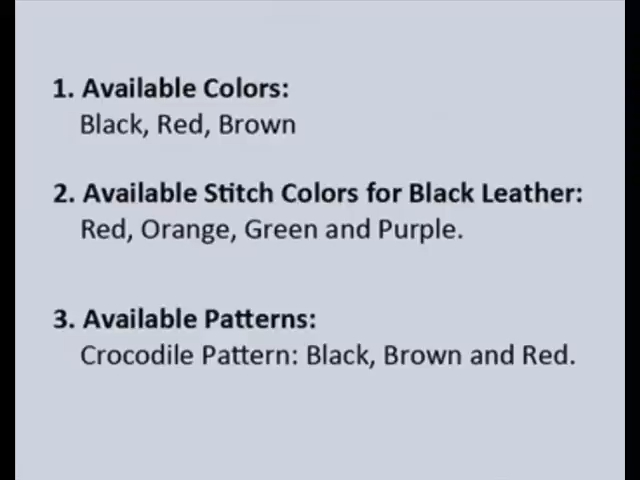 1. Available Colors:
Black, Red, Brown
2. Available Stitch Colors for Black Leather:
Red, Orange, Green and Purple.
3. Available Patterns:
Crocodile Pattern: Black, Brown and Red.